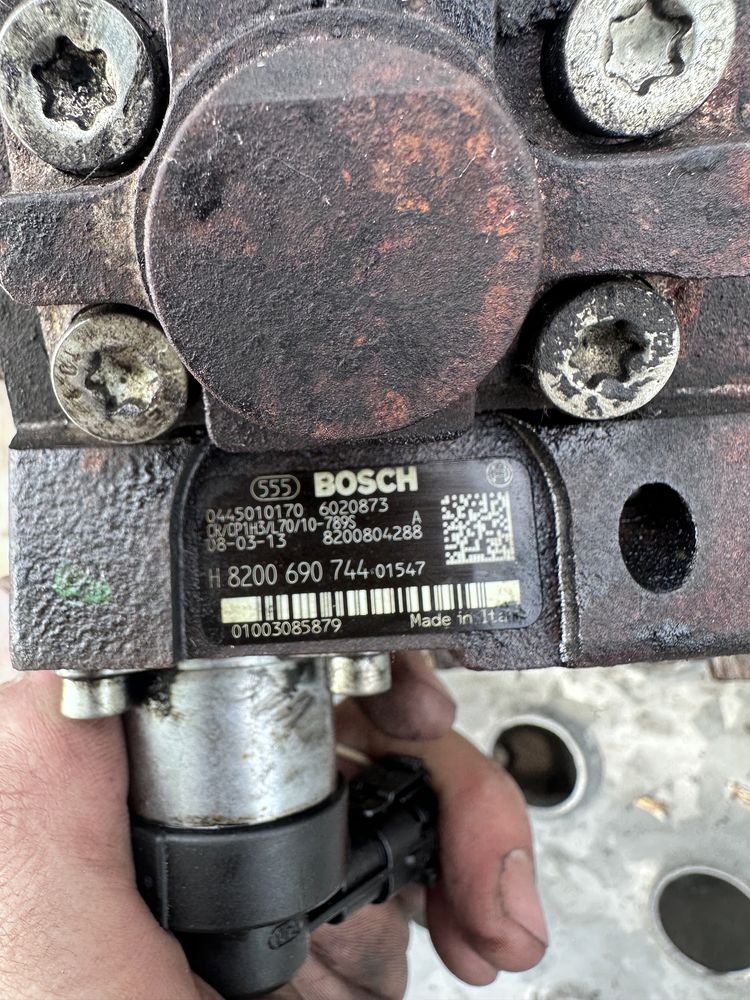 555 BOSCH
0445010170 6020873
CR/CP1H3/L70/10-789S A
08-03-13 8200804288
H 8200 690 744 01547
01003085879 Made in Italy